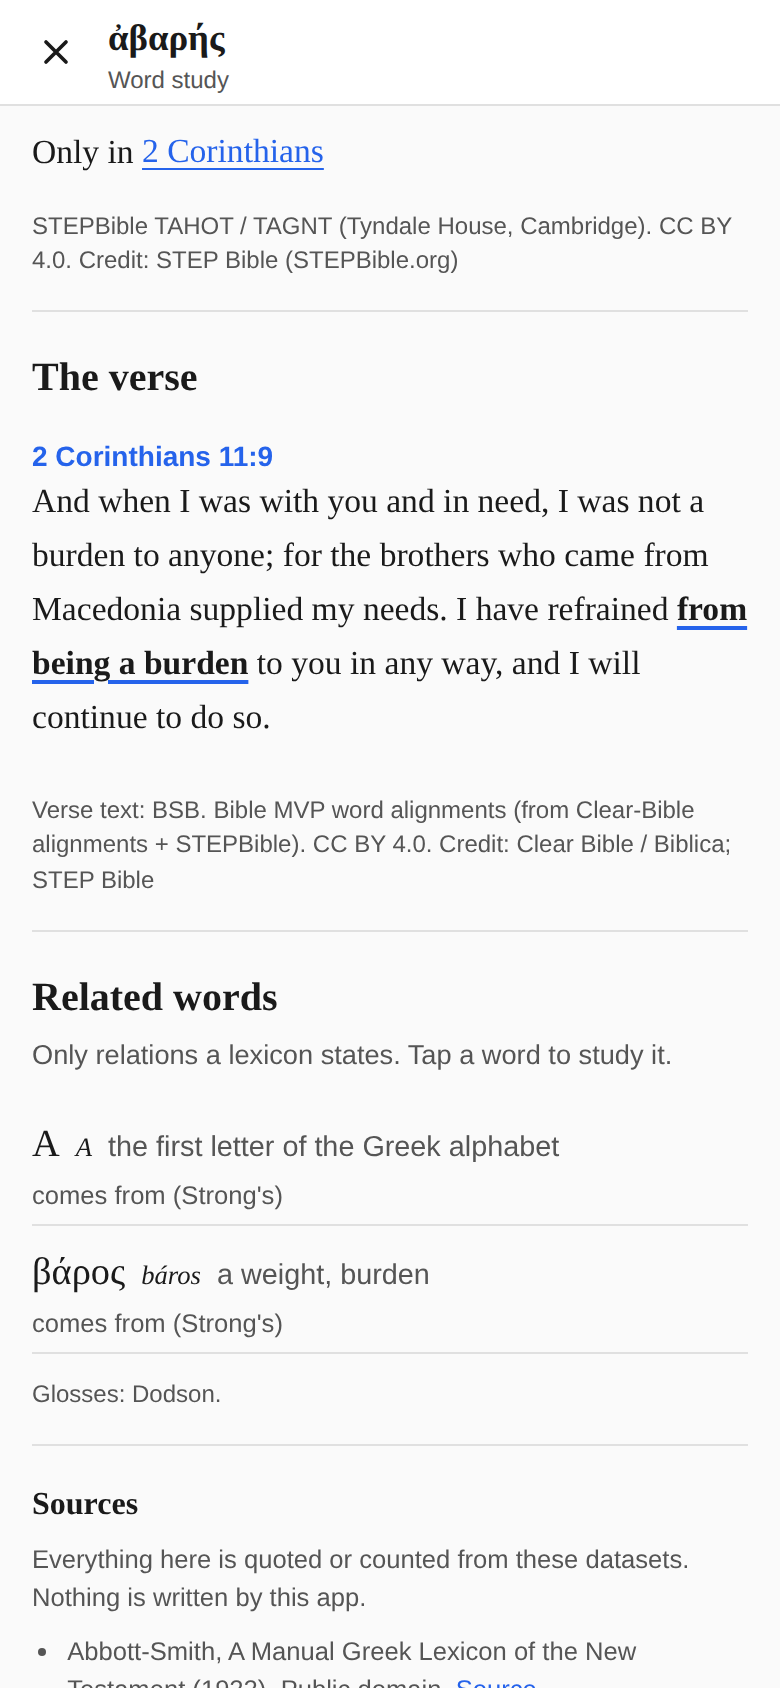 ἀβαρής
Word study
Only in 2 Corinthians
STEPBible TAHOT / TAGNT (Tyndale House, Cambridge). CC BY
4.0. Credit: STEP Bible (STEPBible.org)
The verse
2 Corinthians 11:9
And when I was with you and in need, I was not a
burden to anyone; for the brothers who came from
Macedonia supplied my needs. I have refrained from
being a burden to you in any way, and I will
continue to do so.
Verse text: BSB. Bible MVP word alignments (from Clear-Bible
alignments + STEPBible). CC BY 4.0. Credit: Clear Bible / Biblica;
STEP Bible
Related words
Only relations a lexicon states. Tap a word to study it.
Α A the first letter of the Greek alphabet
comes from (Strong's)
βάρος báros a weight, burden
comes from (Strong's)
Glosses: Dodson.
Sources
Everything here is quoted or counted from these datasets.
Nothing is written by this app.
• Abbott-Smith, A Manual Greek Lexicon of the New
Testament (1922). Public domain. Source